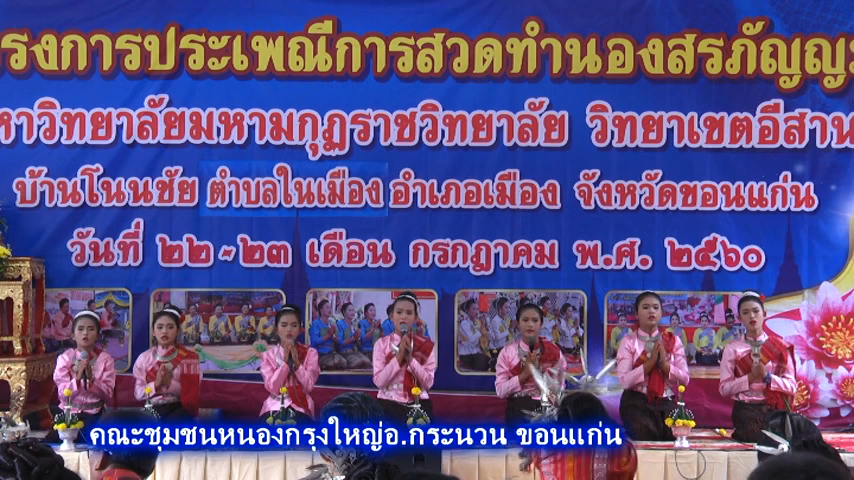 รงการประเพณีการสวดทำนองสรภัญญ
หาวิทยาลัยมหามกุฏราชวิทยาลัย วิทยาเขตอีสาน
บ้านโนนชัย ตำบลในเมือง อำเภอเมือง จังหวัดขอนแก่น
วันที่ ๒๒-๒๓ เดือน กรกฎาคม พ.ศ. ๒๕๖๐
คณะชุมชนหนองกรุงใหญ่อ.กระนวน ขอนแก่น